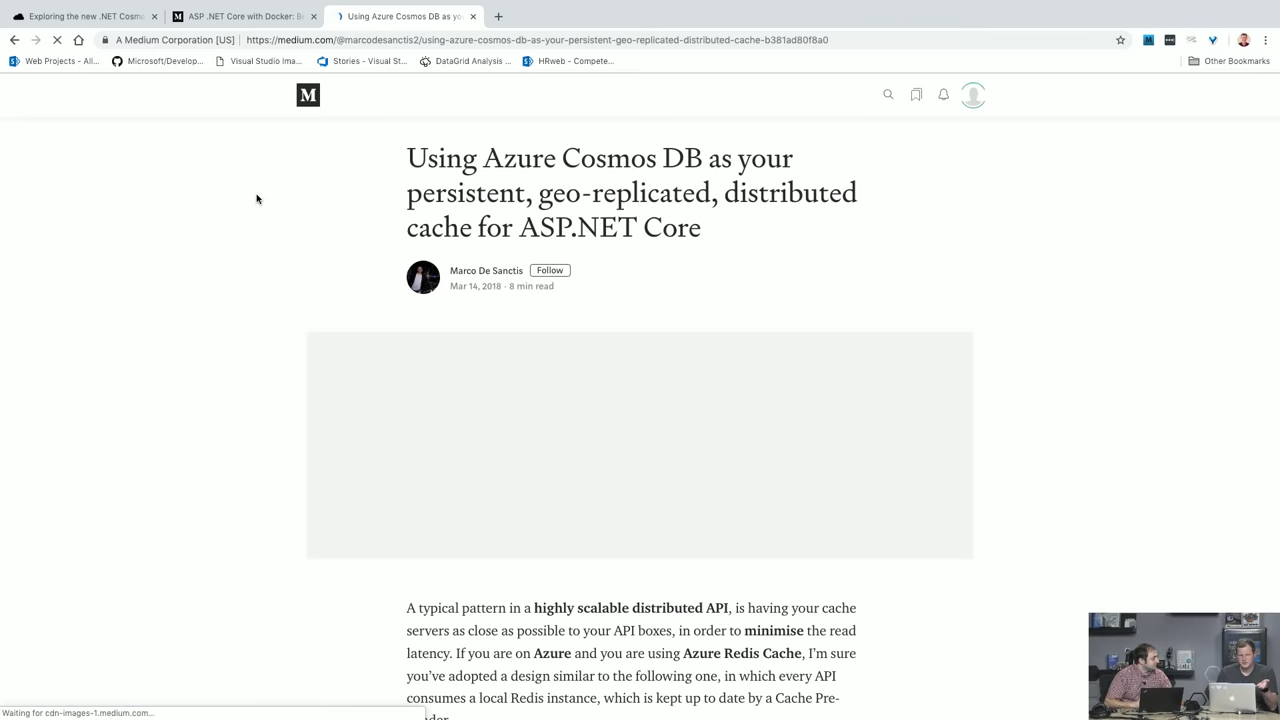 Exploring the new .NET Cosmo
ASP .NET Core with Docker: Be
Using Azure Cosmos DB as yo
A Medium Corporation [US]
https://medium.com/@marcodesanctis2/using-azure-cosmos-db-as-your-persistent-geo-replicated-distributed-cache-b381ad80f8a0
Web Projects - All...
Microsoft/Develop...
Visual Studio Ima...
Stories - Visual St...
DataGrid Analysis ...
HRweb - Compete...
Other Bookmarks
M
Using Azure Cosmos DB as your
persistent, geo-replicated, distributed
cache for ASP.NET Core
Marco De Sanctis Follow
Mar 14, 2018 · 8 min read
A typical pattern in a highly scalable distributed API, is having your cache
servers as close as possible to your API boxes, in order to minimise the read
latency. If you are on Azure and you are using Azure Redis Cache, I’m sure
you’ve adopted a design similar to the following one, in which every API
consumes a local Redis instance, which is kept up to date by a Cache Pre-
Waiting for cdn-images-1.medium.com...